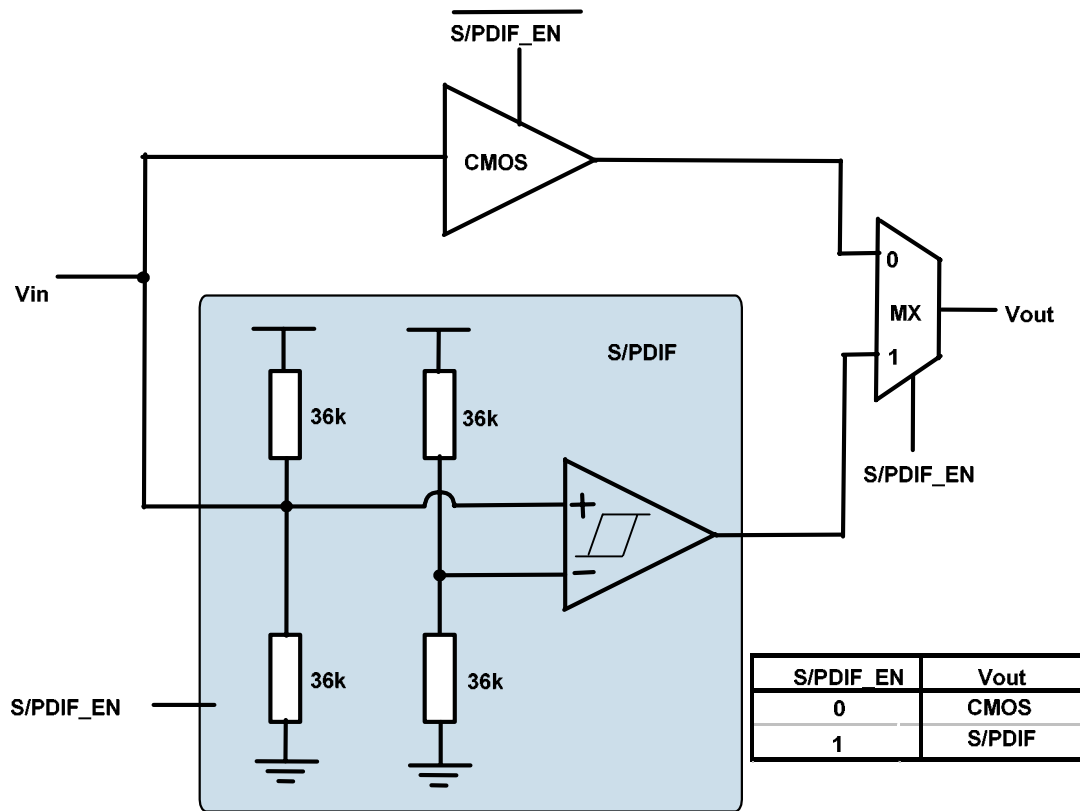 S/PDIF_EN
CMOS
Vin
0
MX
Vout
1
S/PDIF_EN
S/PDIF
36k
36k
+
−
36k
36k
S/PDIF_EN
S/PDIF_EN Vout
0 CMOS
1 S/PDIF